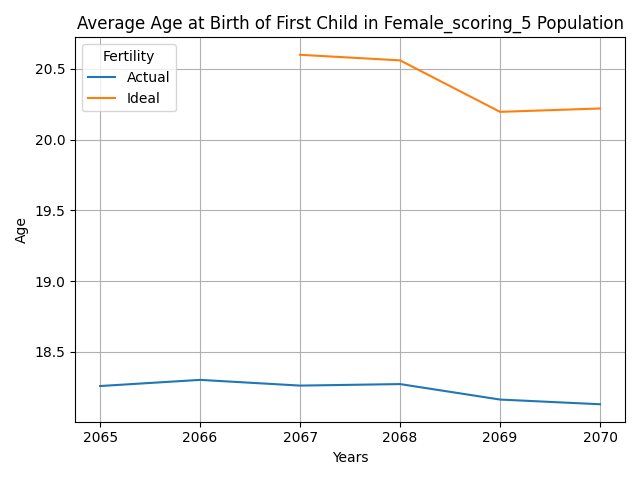 Average Age at Birth of First Child in Female_scoring_5 Population
Fertility
Actual
Ideal
20.5
20.0
19.5
19.0
18.5
Age
2065 2066 2067 2068 2069 2070
Years